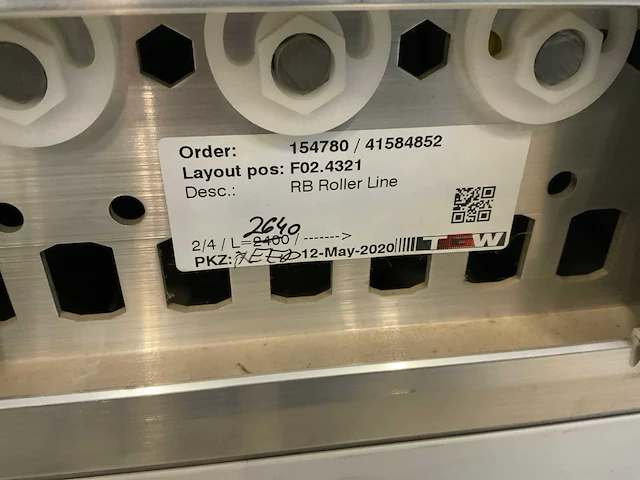 Order: 154780 / 41584852
Layout pos: F02.4321
Desc.: RB Roller Line
2640
2/4 / L=2400 / ------->
PKZ: 12-May-2020 TGW